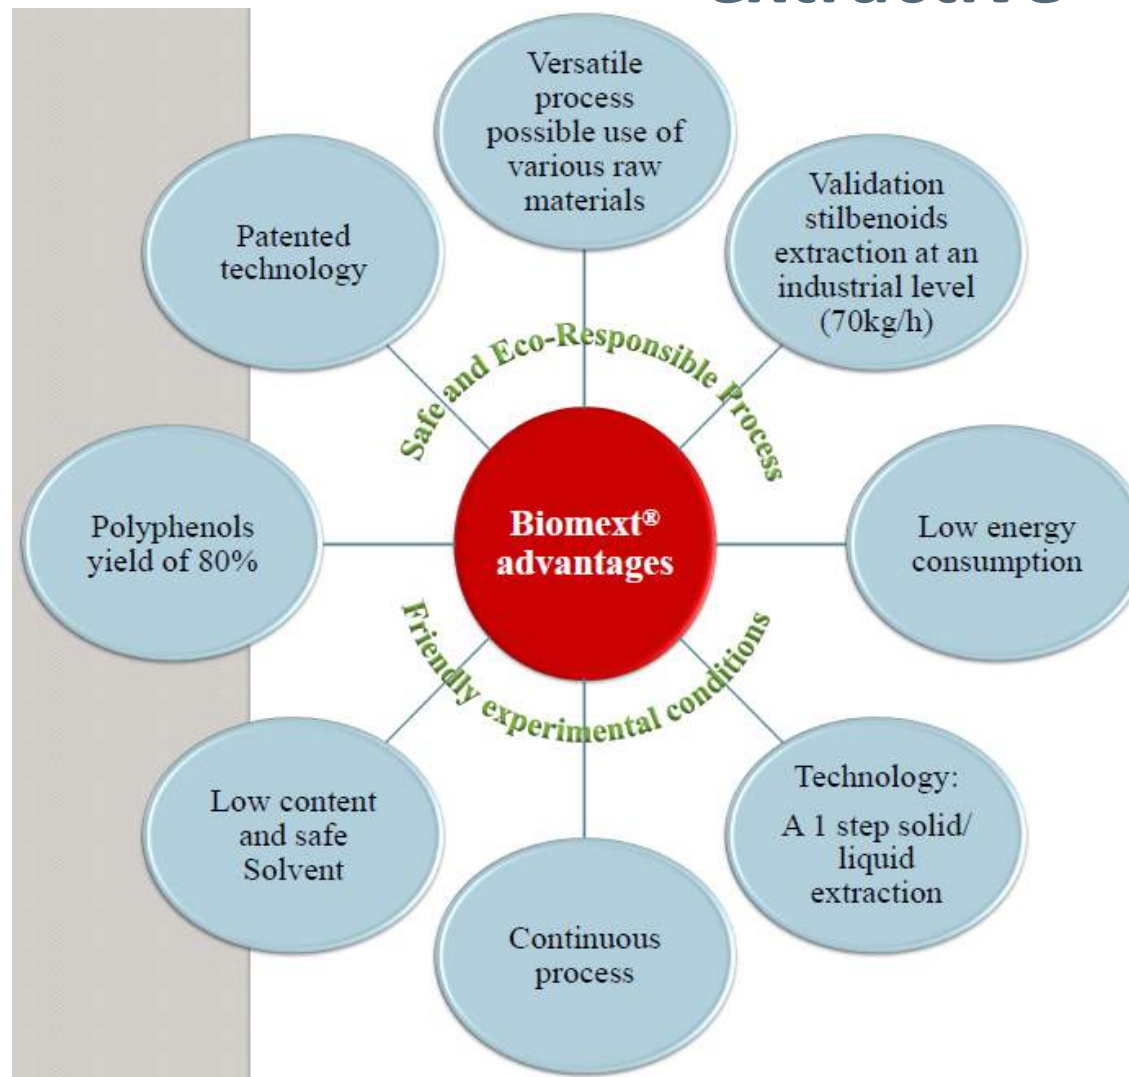 Versatile
process
possible use of
various raw
materials
Validation
stilbenoids
extraction at an
industrial level
(70kg/h)
Patented
technology
Safe and Eco-Responsible Process
Biomext®
advantages
Polyphenols
yield of 80%
Low energy
consumption
Friendly experimental conditions
Low content
and safe
Solvent
Technology:
A 1 step solid/
liquid
extraction
Continuous
process